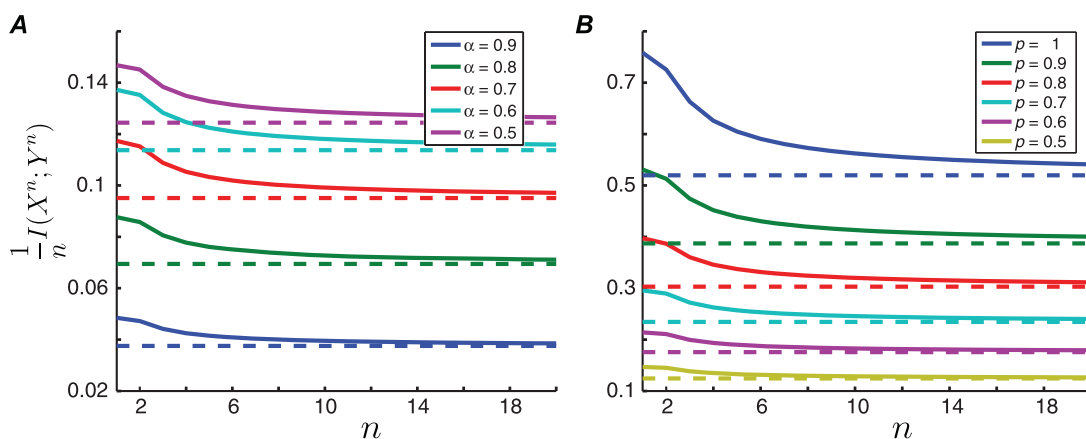 A
B
0.14
0.1
0.06
0.02
1/n I(X^n; Y^n)
2
6
10
14
18
n
α = 0.9
α = 0.8
α = 0.7
α = 0.6
α = 0.5
0.7
0.5
0.3
0.1
2
6
10
14
18
n
p = 1
p = 0.9
p = 0.8
p = 0.7
p = 0.6
p = 0.5